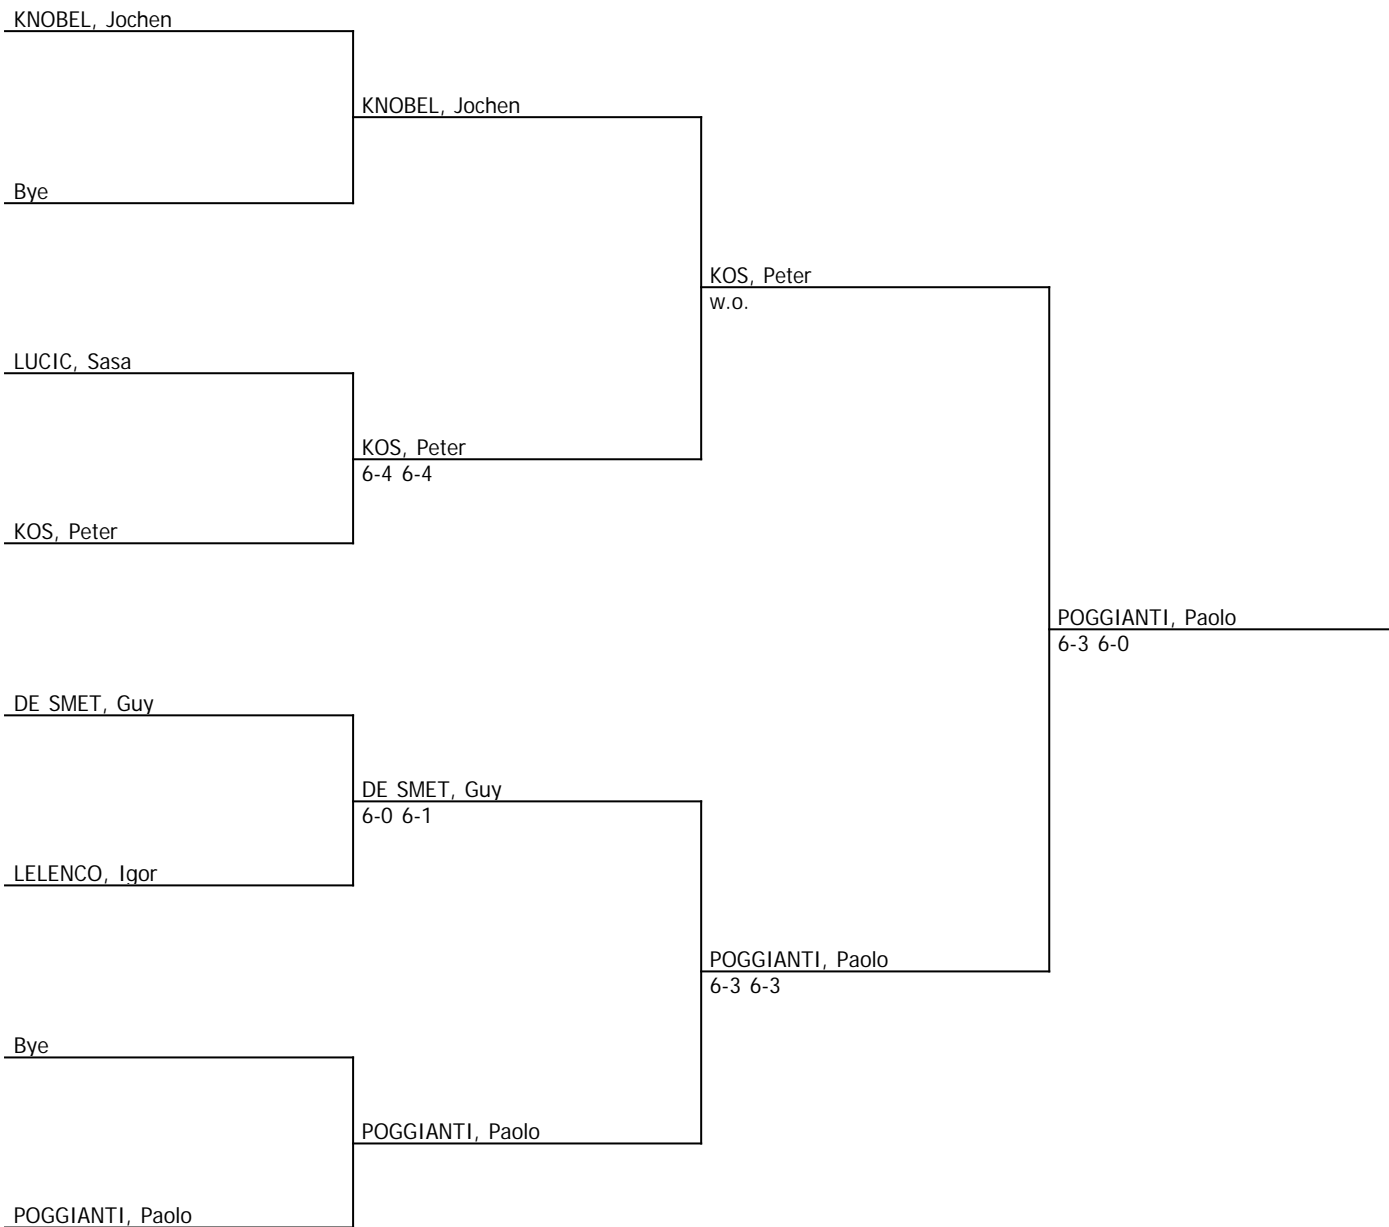 KNOBEL, Jochen
KNOBEL, Jochen
Bye
KOS, Peter
w.o.
LUCIC, Sasa
KOS, Peter
6-4 6-4
KOS, Peter
POGGIANTI, Paolo
6-3 6-0
DE SMET, Guy
DE SMET, Guy
6-0 6-1
LELENCO, Igor
POGGIANTI, Paolo
6-3 6-3
Bye
POGGIANTI, Paolo
POGGIANTI, Paolo